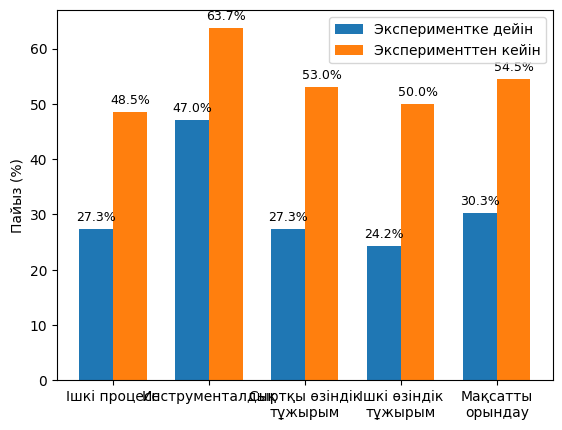 Экспериментке дейін
Эксперименттен кейін
63.7%
54.5%
53.0%
50.0%
48.5%
47.0%
30.3%
27.3%
27.3%
24.2%
Пайыз (%)
60
50
40
30
20
10
0
Ішкі процесс
Инструменталдық
Сыртқы өзіндік
тұжырым
Ішкі өзіндік
тұжырым
Мақсатты
орындау